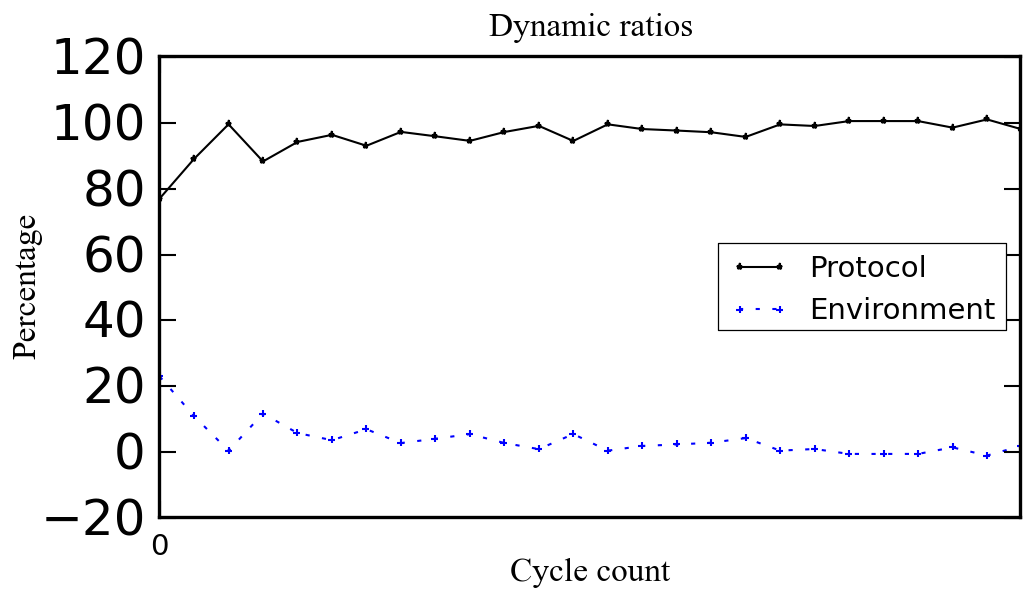 Dynamic ratios
120
100
80
60
40
20
0
−20
Percentage
Protocol
Environment
0
Cycle count